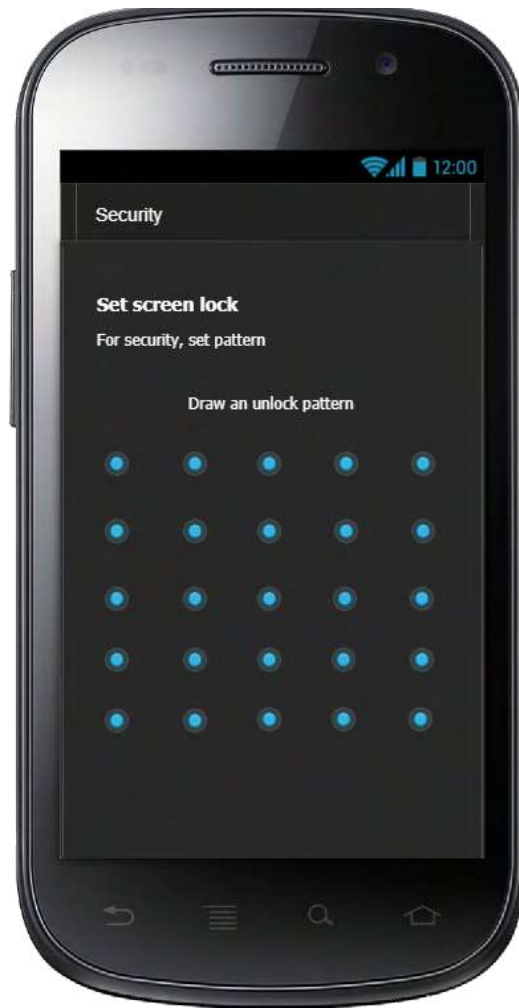 12:00
Security
Set screen lock
For security, set pattern
Draw an unlock pattern